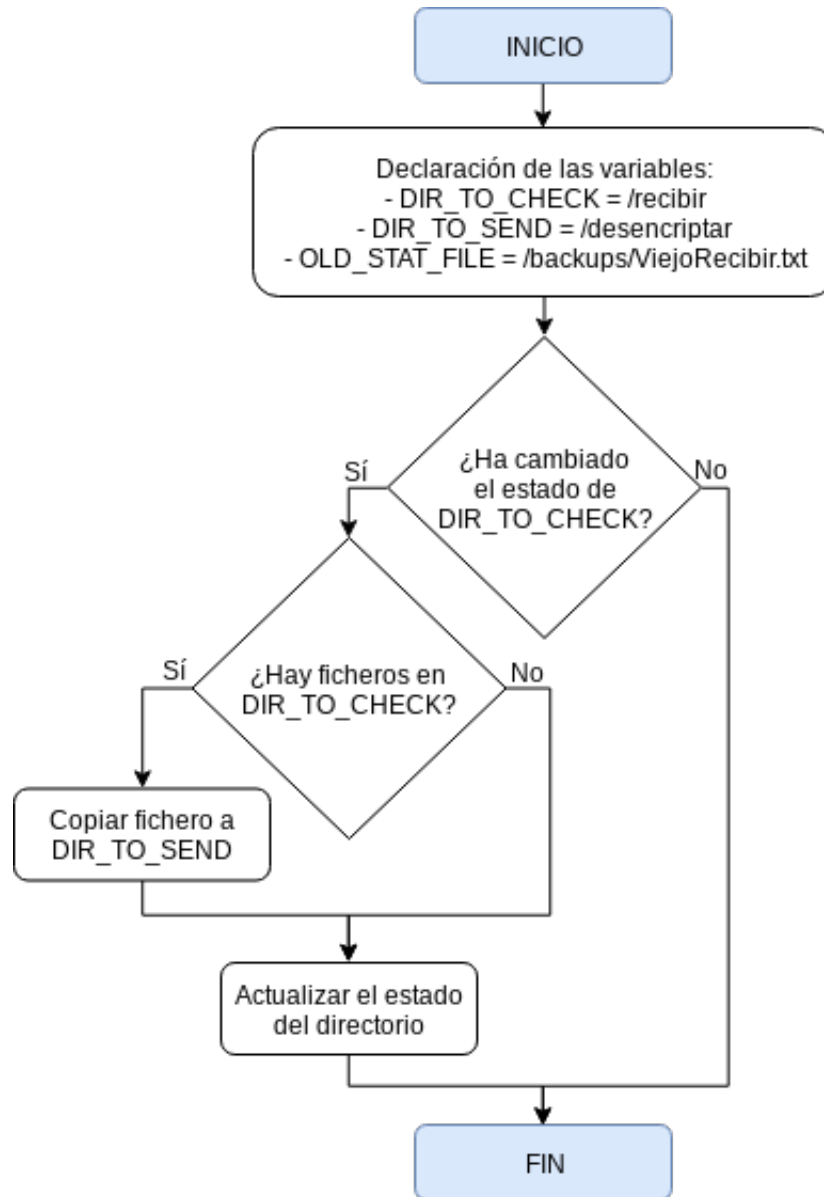 INICIO
Declaración de las variables:
- DIR_TO_CHECK = /recibir
- DIR_TO_SEND = /desencriptar
- OLD_STAT_FILE = /backups/ViejoRecibir.txt
¿Ha cambiado
el estado de
DIR_TO_CHECK?
Sí
No
¿Hay ficheros en
DIR_TO_CHECK?
Sí
No
Copiar fichero a
DIR_TO_SEND
Actualizar el estado
del directorio
FIN